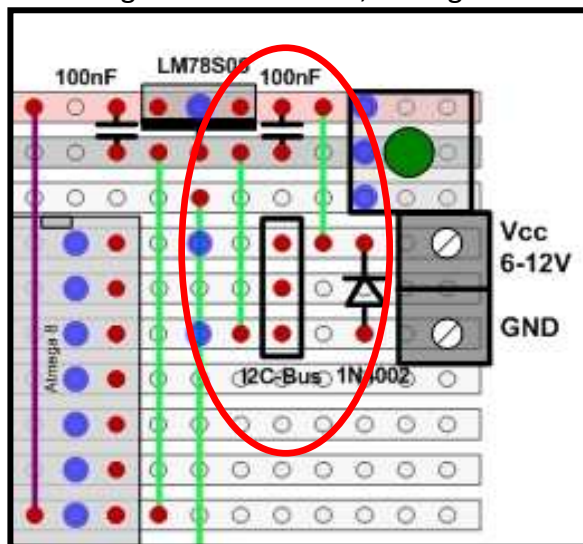 LM78S05
100nF
100nF
Vcc
6-12V
GND
Atmega 8
I2C-Bus
1N4002